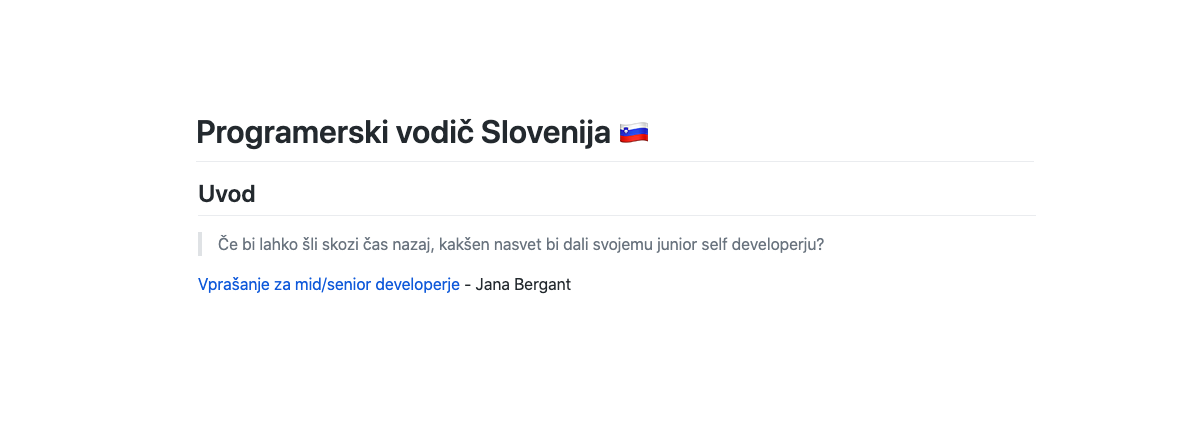 Programerski vodič Slovenija 🇸🇮
Uvod
Če bi lahko šli skozi čas nazaj, kakšen nasvet bi dali svojemu junior self developerju?
Vprašanje za mid/senior developerje - Jana Bergant